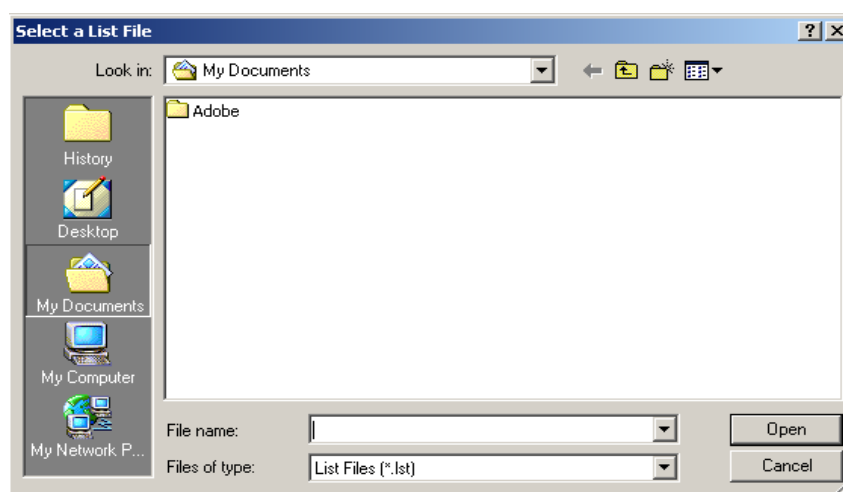 Select a List File
Look in: My Documents
Adobe
History
Desktop
My Documents
My Computer
My Network P...
File name:
Open
Files of type: List Files (*.lst)
Cancel